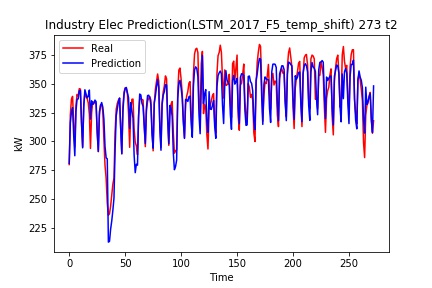 Industry Elec Prediction(LSTM_2017_F5_temp_shift) 273 t2
Real
Prediction
375
350
325
300
275
250
225
kW
0 50 100 150 200 250
Time